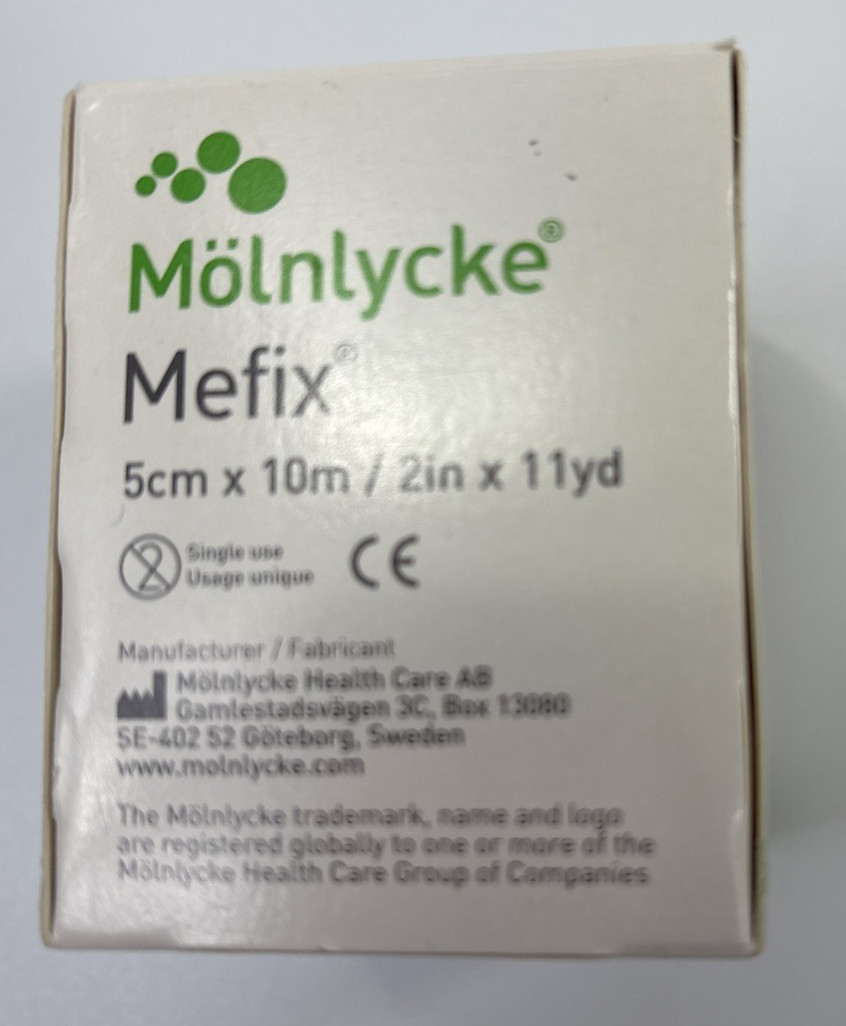 Mölnlycke®
Mefix®
5cm x 10m / 2in x 11yd
2 Single use
Usage unique
CE
Manufacturer / Fabricant
Mölnlycke Health Care AB
Gamlestadsvägen 3C, Box 13080
SE-402 52 Göteborg, Sweden
www.molnlycke.com
The Mölnlycke trademark, name and logo
are registered globally to one or more of the
Mölnlycke Health Care Group of Companies